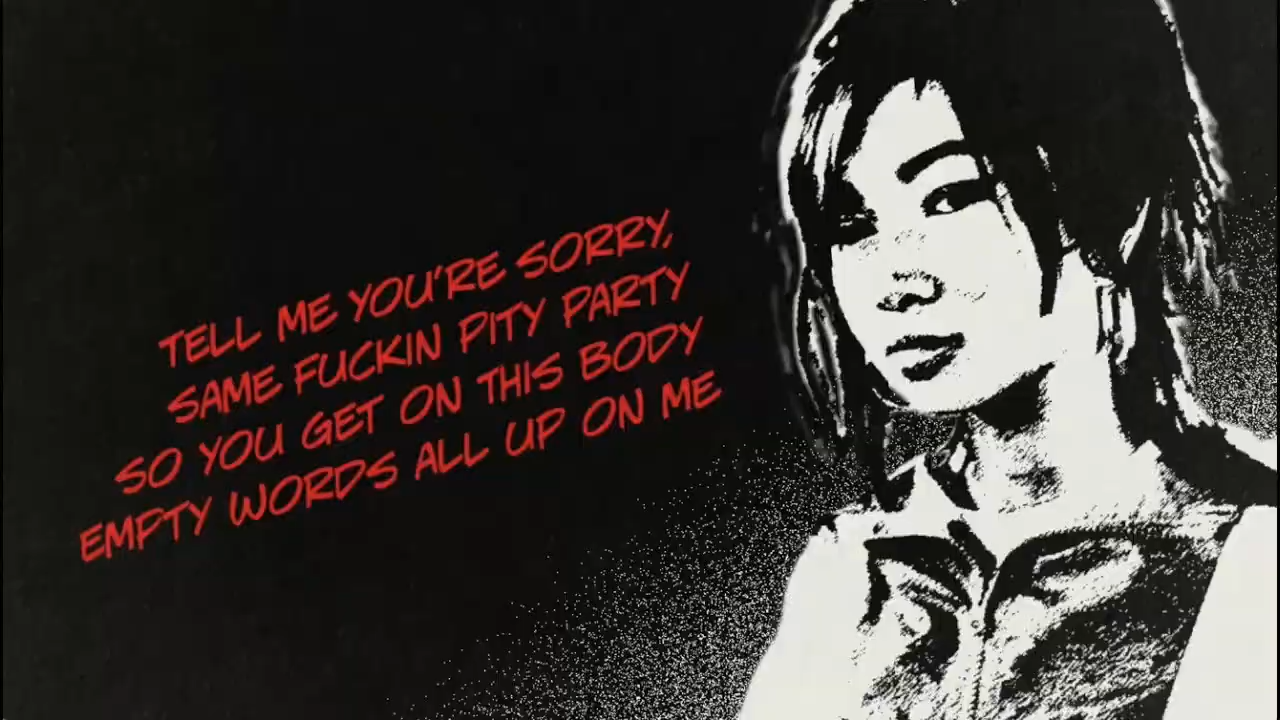 TELL ME YOU'RE SORRY,
SAME FUCKIN PITY PARTY
SO YOU GET ON THIS BODY
EMPTY WORDS ALL UP ON ME